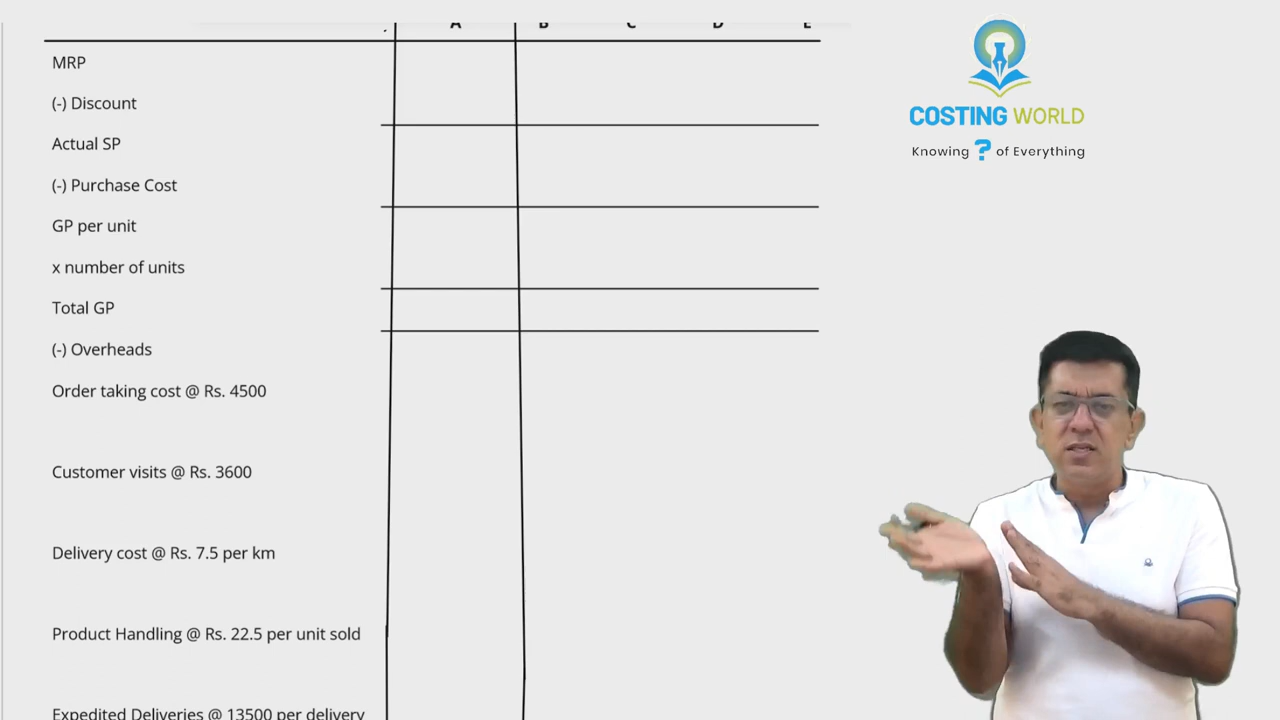 A B C D E
MRP
(-) Discount
Actual SP
(-) Purchase Cost
GP per unit
x number of units
Total GP
(-) Overheads
Order taking cost @ Rs. 4500
Customer visits @ Rs. 3600
Delivery cost @ Rs. 7.5 per km
Product Handling @ Rs. 22.5 per unit sold
Expedited Deliveries @ 13500 per delivery
COSTING WORLD
Knowing ? of Everything